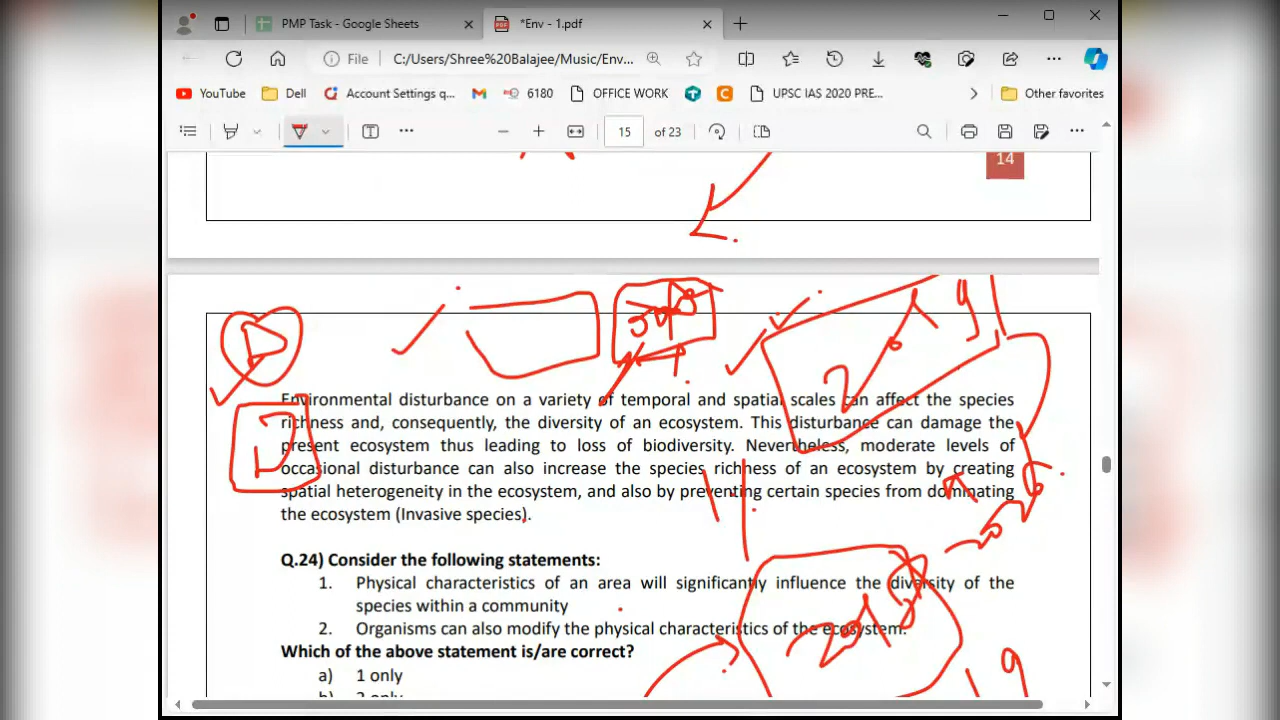 PMP Task - Google Sheets
*Env - 1.pdf
File
C:/Users/Shree%20Balajee/Music/Env...
YouTube
Dell
Account Settings q...
6180
OFFICE WORK
UPSC IAS 2020 PRE...
Other favorites
15 of 23
14
D
2019
D
Environmental disturbance on a variety of temporal and spatial scales can affect the species
richness and, consequently, the diversity of an ecosystem. This disturbance can damage the
present ecosystem thus leading to loss of biodiversity. Nevertheless, moderate levels of
occasional disturbance can also increase the species richness of an ecosystem by creating
spatial heterogeneity in the ecosystem, and also by preventing certain species from dominating
the ecosystem (Invasive species).
Q.24) Consider the following statements:
1. Physical characteristics of an area will significantly influence the diversity of the
species within a community
2. Organisms can also modify the physical characteristics of the ecosystem.
Which of the above statement is/are correct?
a) 1 only